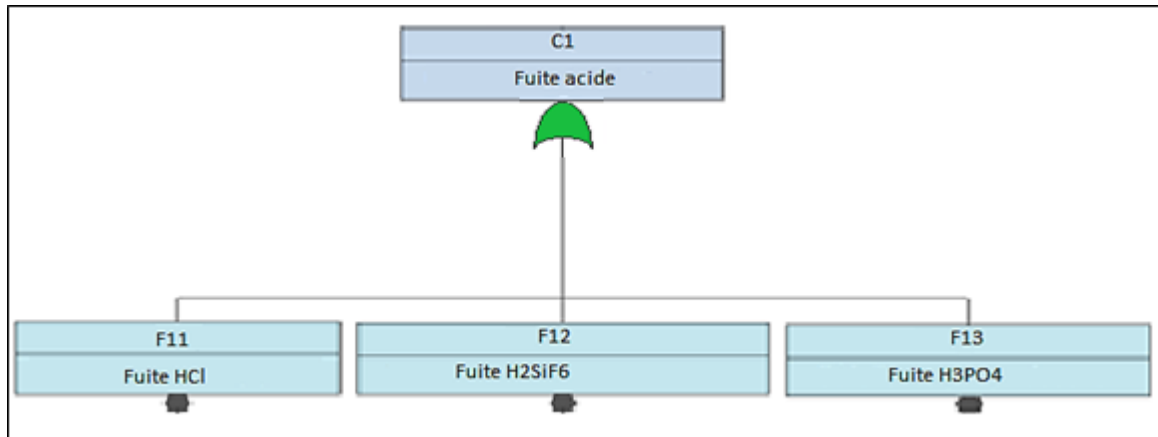 C1
Fuite acide
F11
F12
F13
Fuite HCl
Fuite H2SiF6
Fuite H3PO4